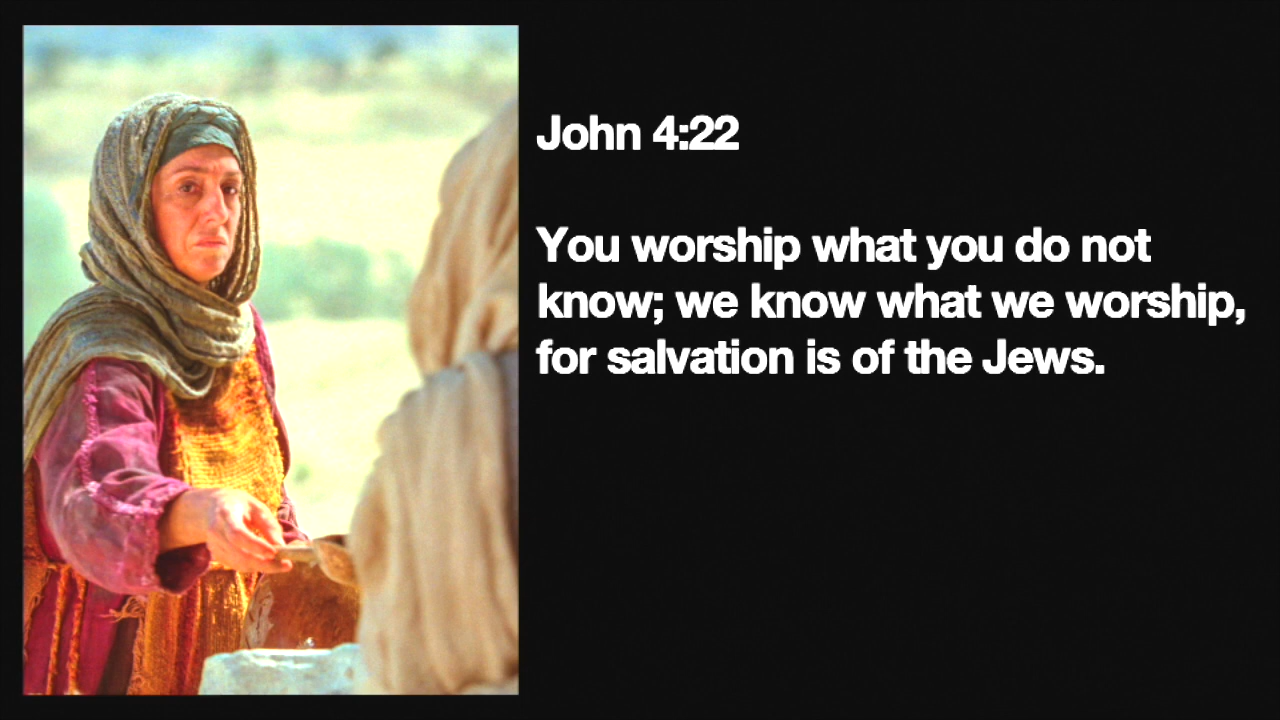 John 4:22
You worship what you do not
know; we know what we worship,
for salvation is of the Jews.